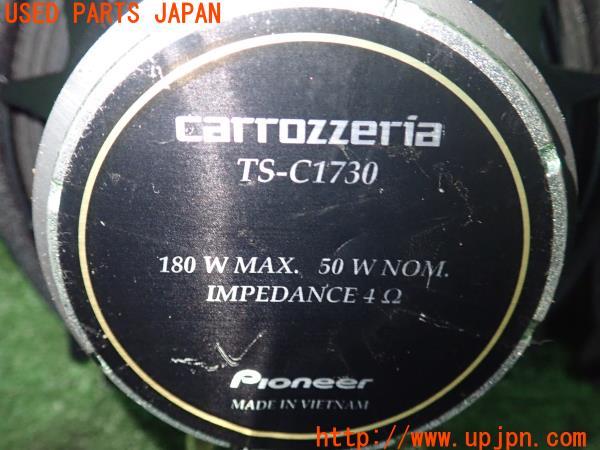 USED PARTS JAPAN
carrozzeria
TS-C1730
180 W MAX. 50 W NOM.
IMPEDANCE 4 Ω
Pioneer
MADE IN VIETNAM
http://www.upjpn.com/